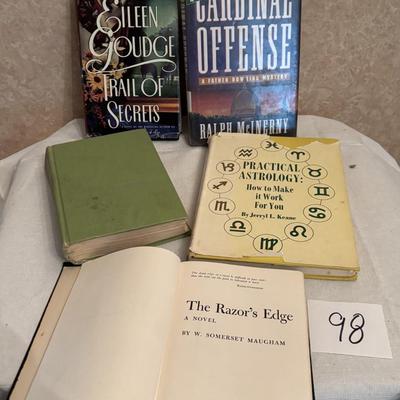 EILEEN
GOUDGE
TRAIL OF
SECRETS
CARDINAL
OFFENSE
A FATHER DOWLING MYSTERY
RALPH McINERNY
PRACTICAL
ASTROLOGY:
How to Make
it Work
For You
By Jerryl L. Keane
The Razor's Edge
A NOVEL
BY W. SOMERSET MAUGHAM
98